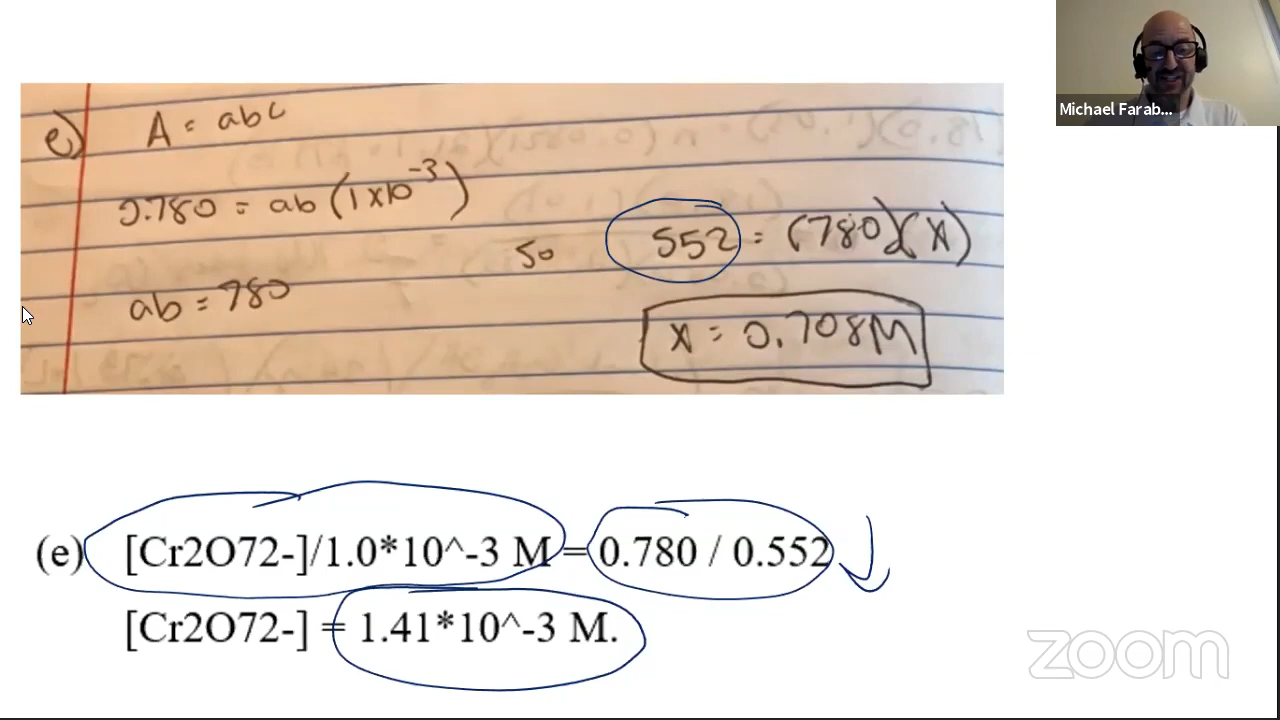 Michael Farab...
e) A = abc
0.780 = ab (1x10^-3)
so 552 = (780)(x)
ab = 780
x = 0.708M
(e) [Cr2O72-]/1.0*10^-3 M = 0.780 / 0.552
[Cr2O72-] = 1.41*10^-3 M.
zoom